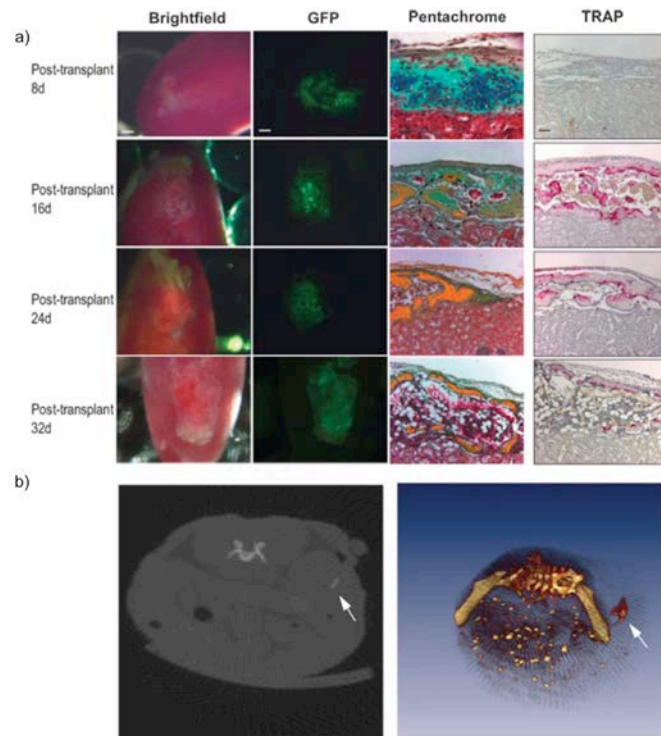 Brightfield GFP Pentachrome TRAP
a)
Post-transplant
8d
Post-transplant
16d
Post-transplant
24d
Post-transplant
32d
b)